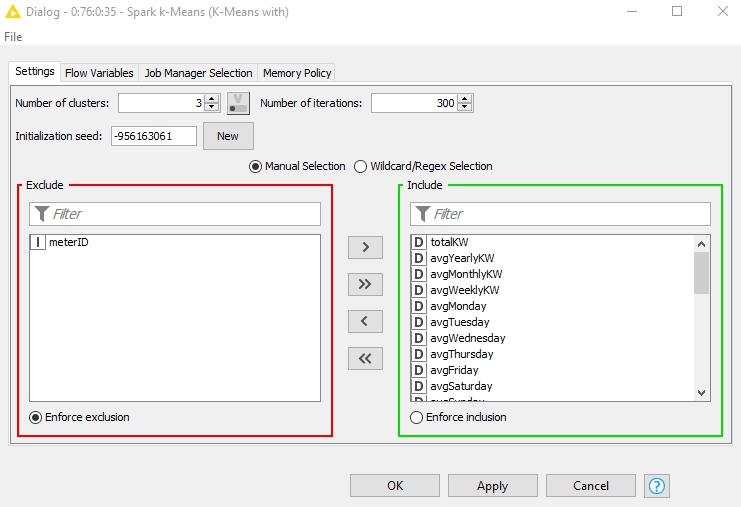 Dialog - 0:76:0:35 - Spark k-Means (K-Means with)
File
Settings Flow Variables Job Manager Selection Memory Policy
Number of clusters: 3 V Number of iterations: 300
Initialization seed: -956163061 New
Manual Selection Wildcard/Regex Selection
Exclude Include
Filter Filter
I meterID > D totalKW
D avgYearlyKW
D avgMonthlyKW
>> D avgWeeklyKW
D avgMonday
< D avgTuesday
D avgWednesday
<< D avgThursday
D avgFriday
D avgSaturday
avgSunday
Enforce exclusion Enforce inclusion
OK Apply Cancel ?